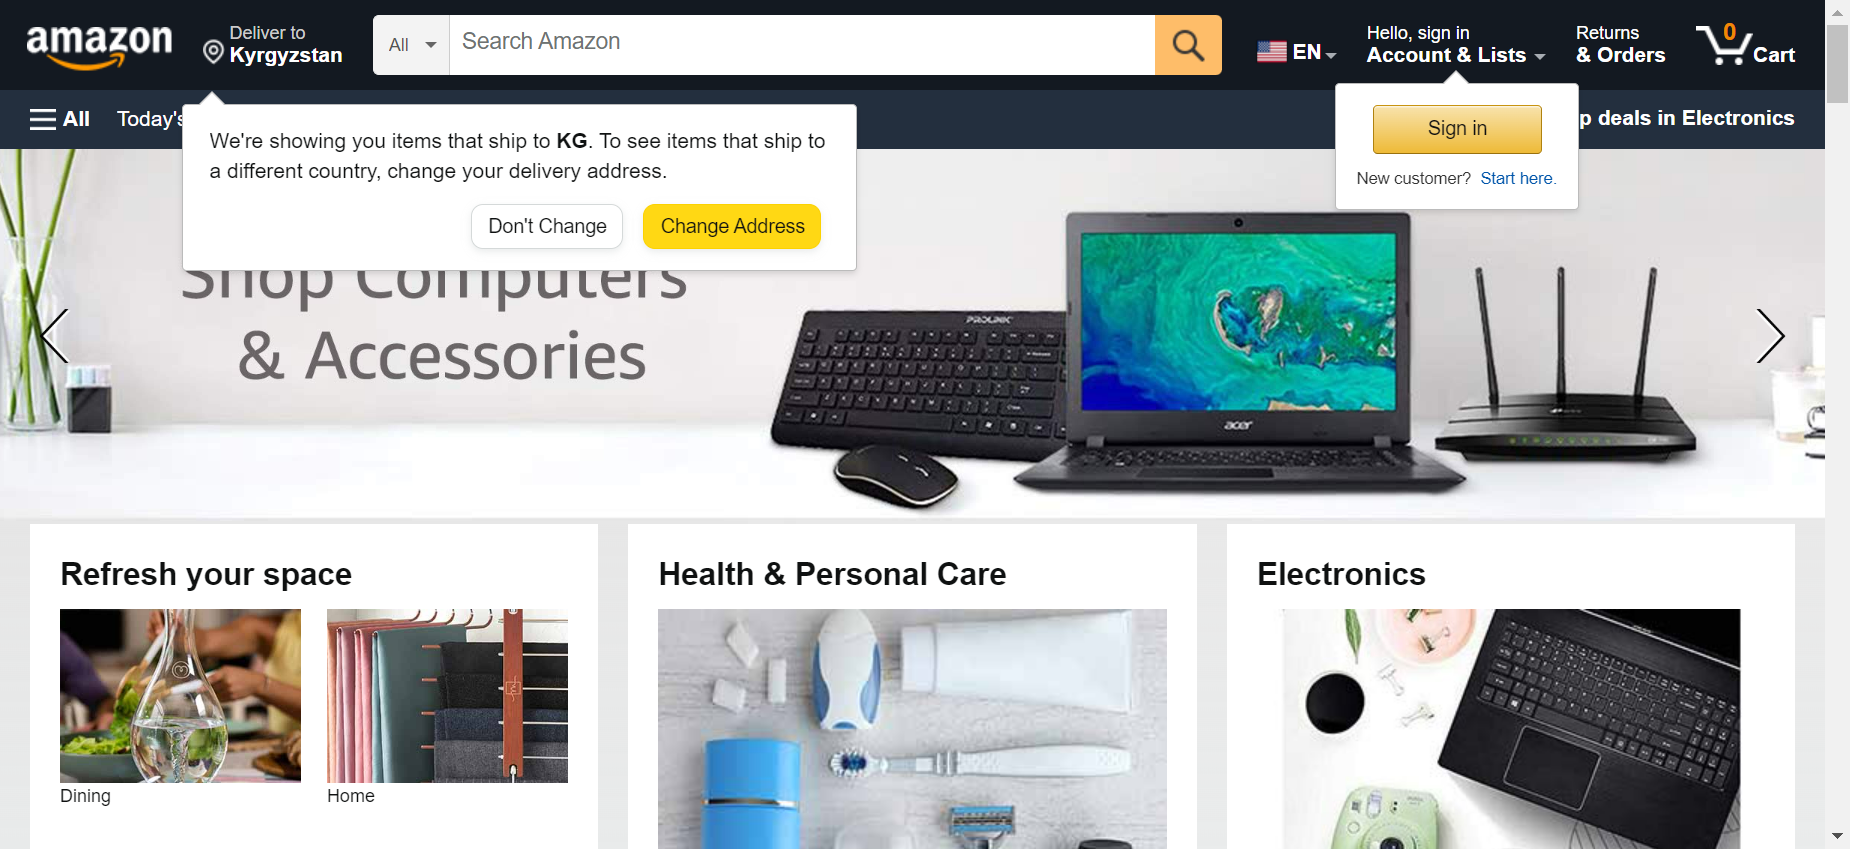 amazon
Deliver to
Kyrgyzstan
All
Search Amazon
EN
Hello, sign in
Account & Lists
Returns
& Orders
0
Cart
All
Today's
p deals in Electronics
We're showing you items that ship to KG. To see items that ship to
a different country, change your delivery address.
Don't Change
Change Address
Sign in
New customer? Start here.
Shop Computers
& Accessories
PROLINK
acer
Refresh your space
Dining
Home
Health & Personal Care
Electronics